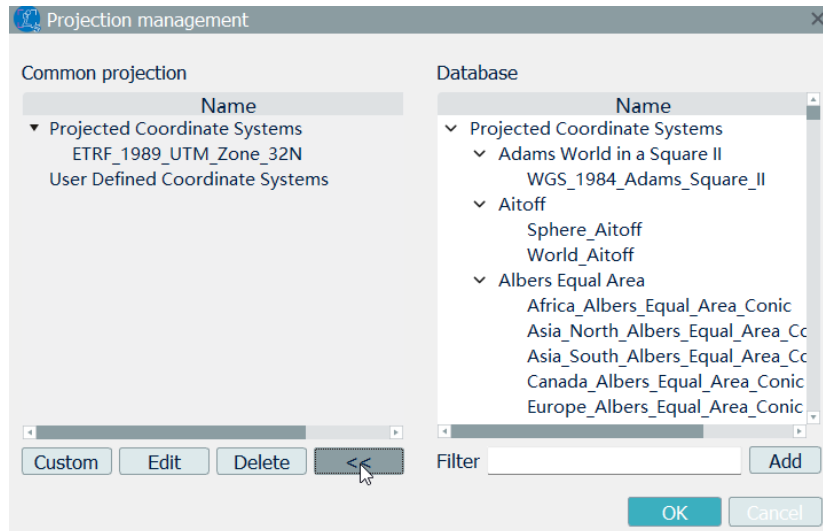 Projection management
Common projection
Name
Projected Coordinate Systems
ETRF_1989_UTM_Zone_32N
User Defined Coordinate Systems
Custom
Edit
Delete
<<
Database
Name
Projected Coordinate Systems
Adams World in a Square II
WGS_1984_Adams_Square_II
Aitoff
Sphere_Aitoff
World_Aitoff
Albers Equal Area
Africa_Albers_Equal_Area_Conic
Asia_North_Albers_Equal_Area_Co
Asia_South_Albers_Equal_Area_Co
Canada_Albers_Equal_Area_Conic
Europe_Albers_Equal_Area_Conic
Filter
Add
OK
Cancel